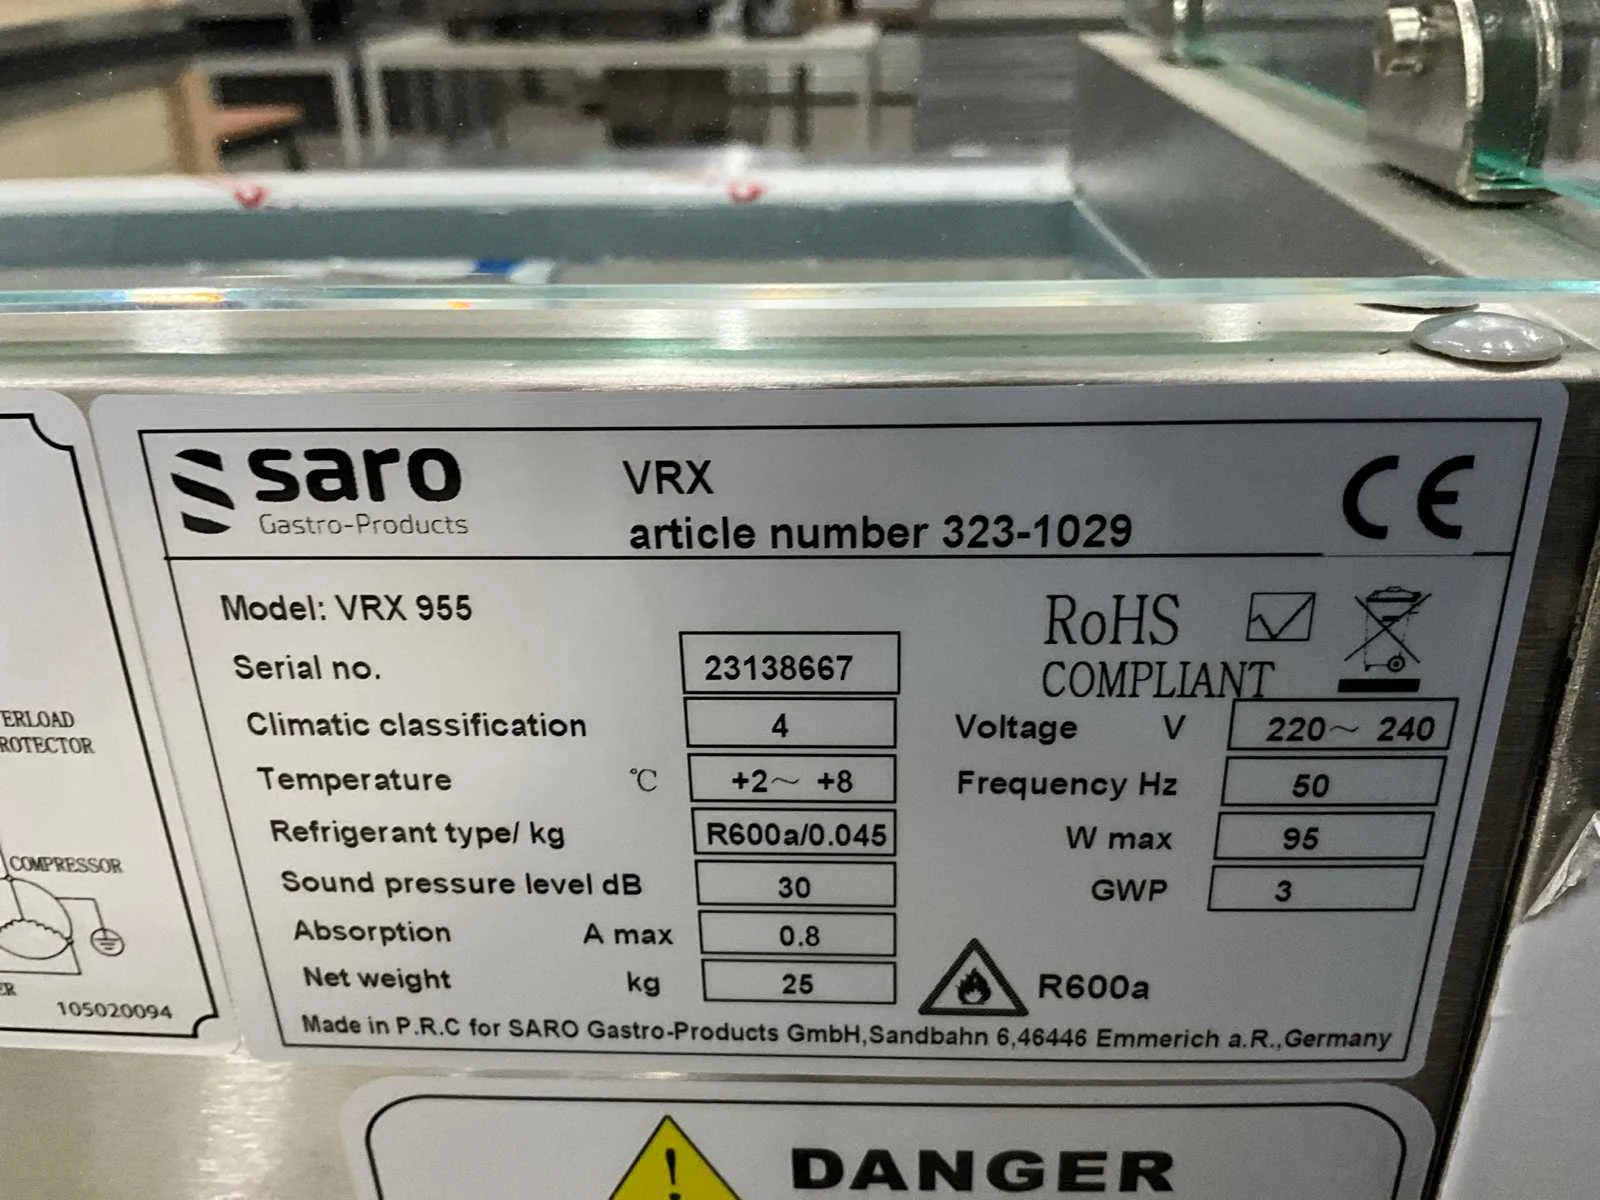 saro
Gastro-Products
VRX
article number 323-1029
CE
Model: VRX 955
RoHS
COMPLIANT
Serial no. 23138667
Climatic classification 4
Voltage V 220～ 240
Temperature ℃ +2～ +8
Frequency Hz 50
Refrigerant type/ kg R600a/0.045
W max 95
Sound pressure level dB 30
GWP 3
Absorption A max 0.8
Net weight kg 25
R600a
Made in P.R.C for SARO Gastro-Products GmbH,Sandbahn 6,46446 Emmerich a.R.,Germany
ERLOAD
ROTECTOR
COMPRESSOR
ER
105020094
DANGER